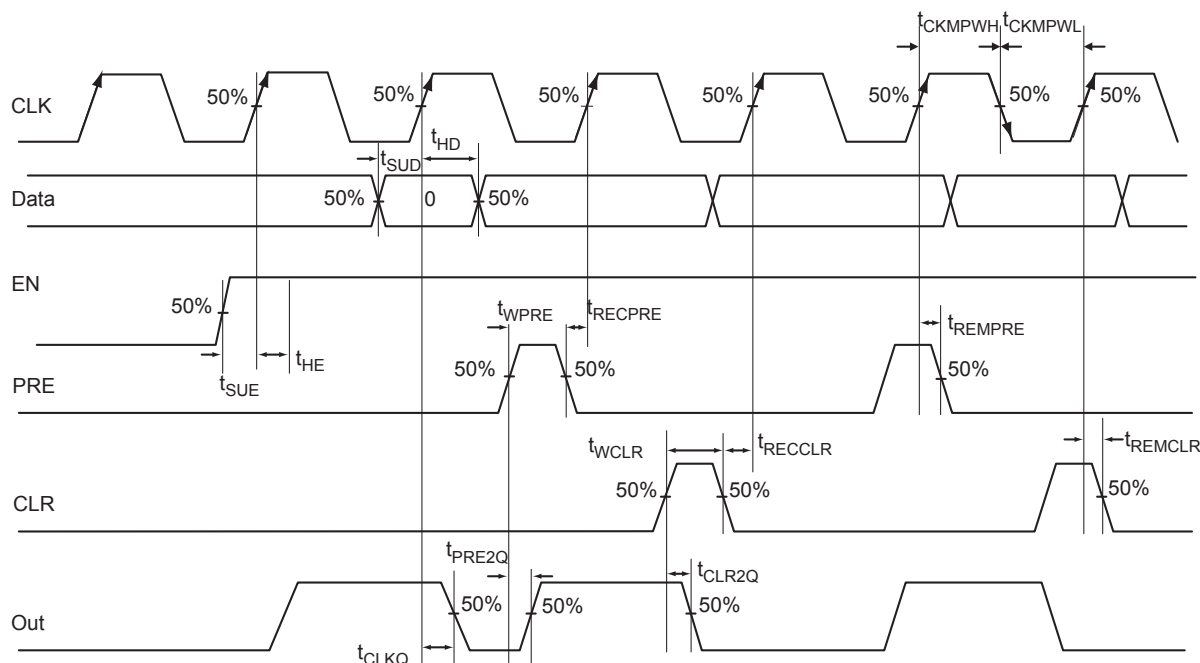 tCKMPWH tCKMPWL
CLK
50% 50% 50% 50% 50% 50% 50%
tSUD tHD
Data
50% 0 50%
EN
50%
tSUE tHE
tWPRE tRECPRE tREMPRE
PRE
50% 50% 50%
tWCLR tRECCLR tREMCLR
CLR
50% 50% 50%
tPRE2Q tCLR2Q
Out
50% 50% 50%
tCLKQ